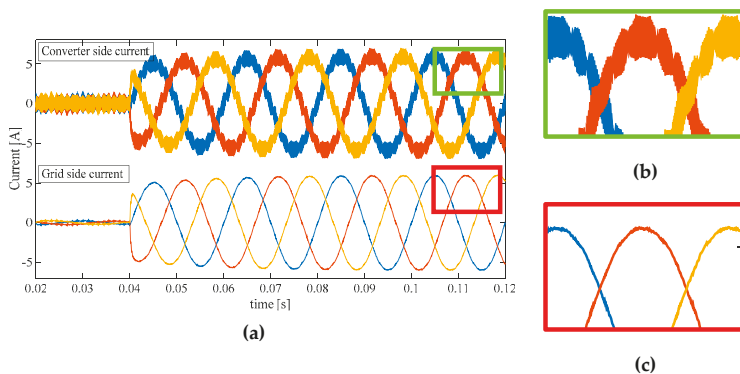 Converter side current
5
0
-5
Current [A]
Grid side current
5
0
-5
0.02 0.03 0.04 0.05 0.06 0.07 0.08 0.09 0.1 0.11 0.12
time [s]
(a)
(b)
(c)